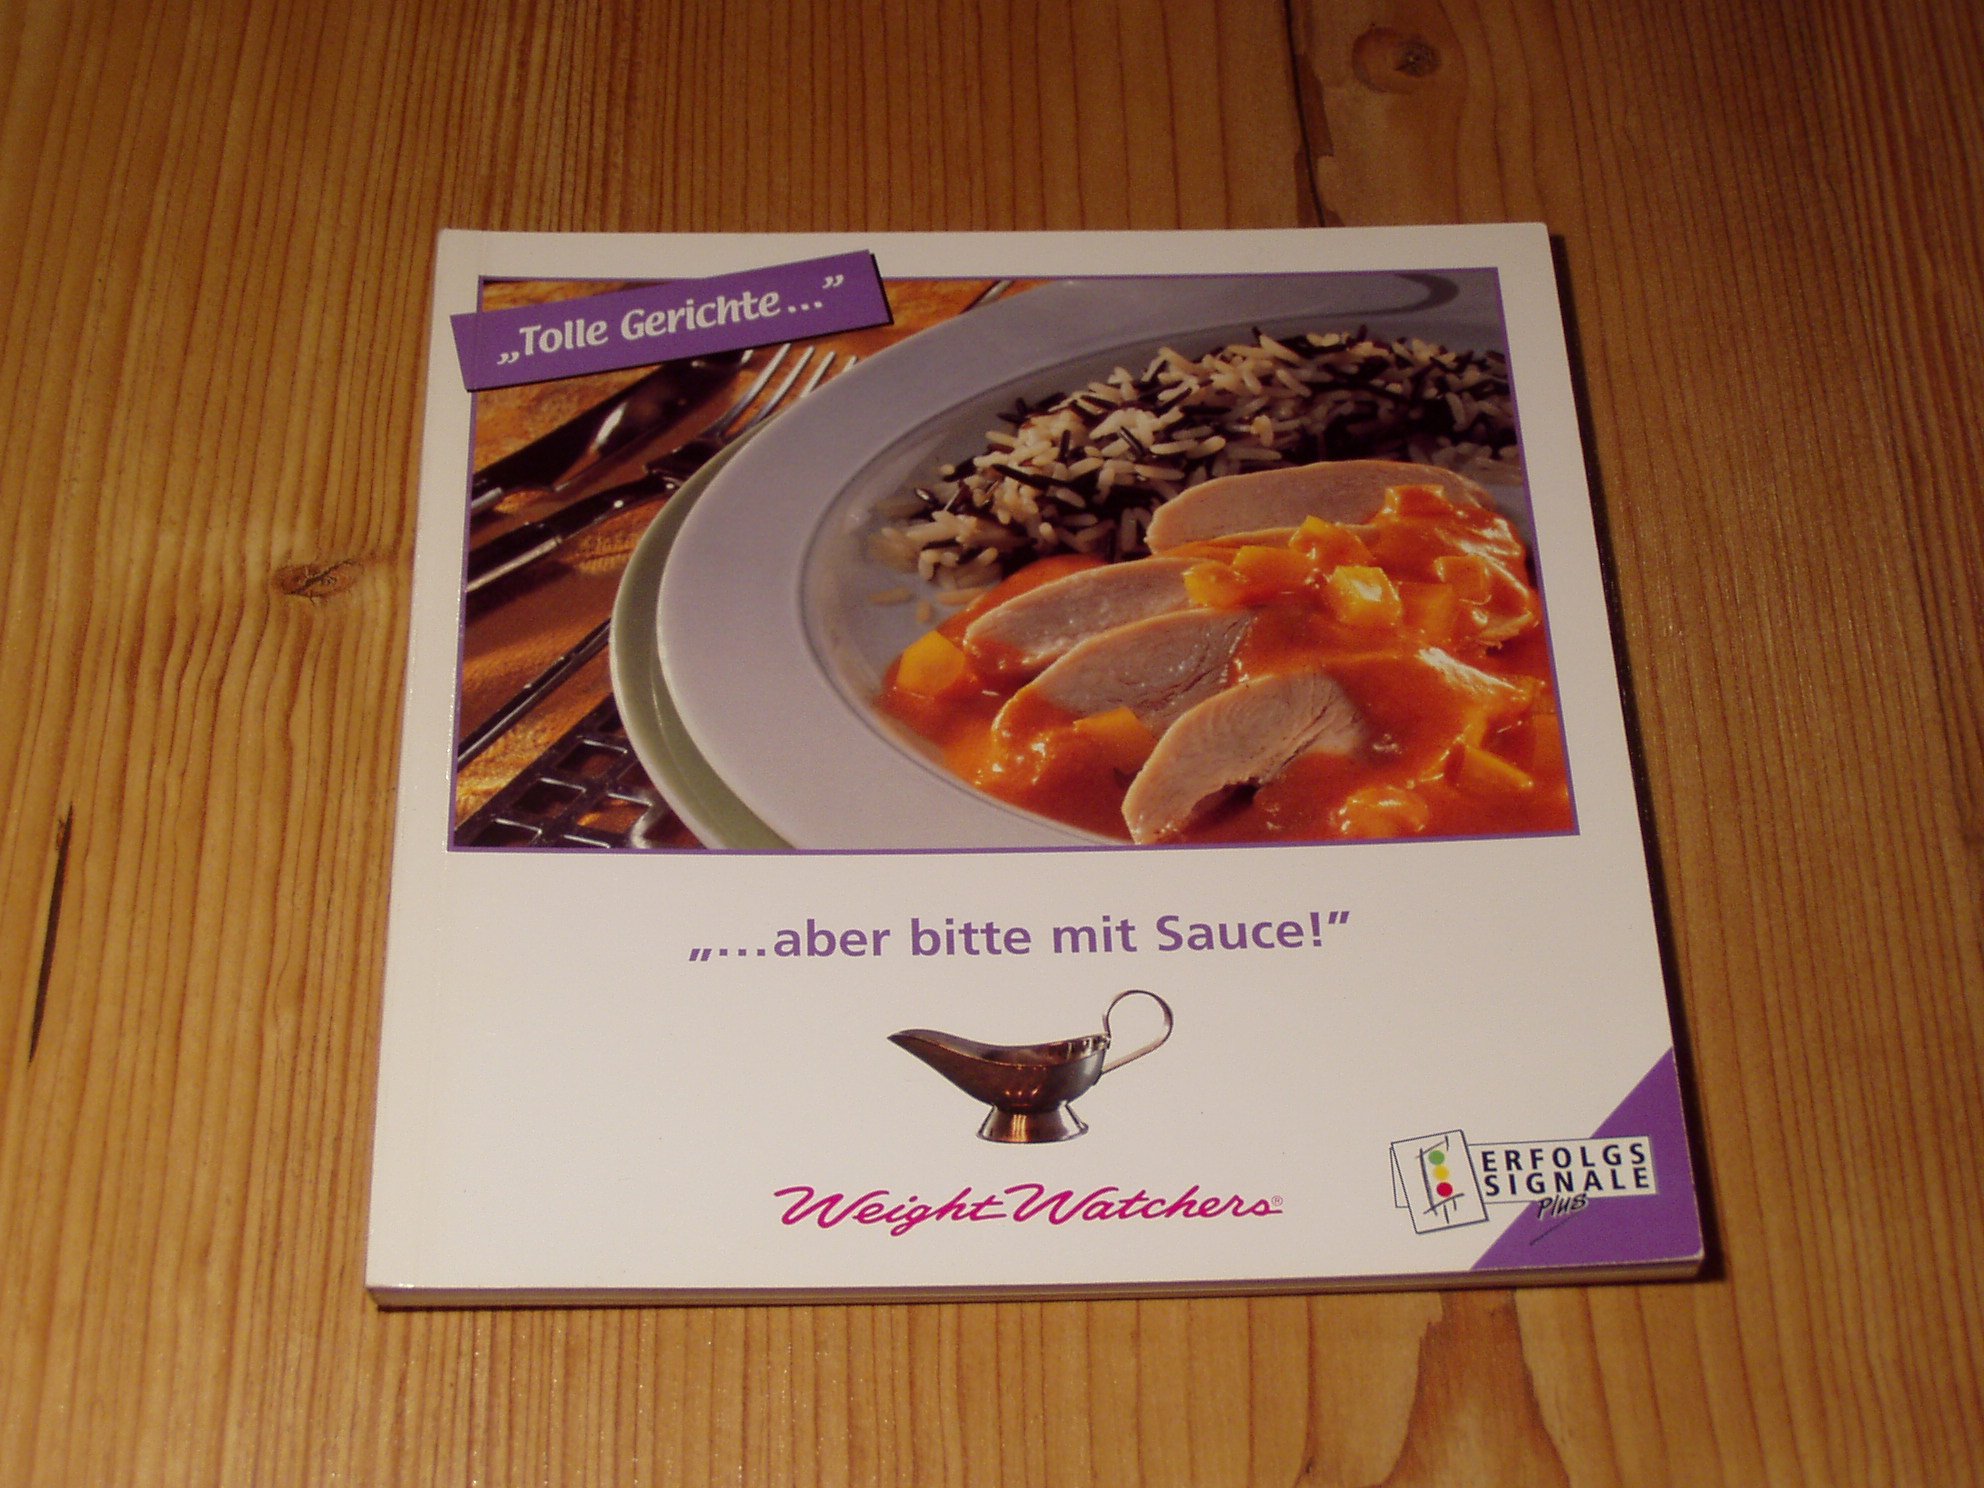 „Tolle Gerichte...”
„...aber bitte mit Sauce!”
Weight Watchers®
ERFOLGS
SIGNALE
plus